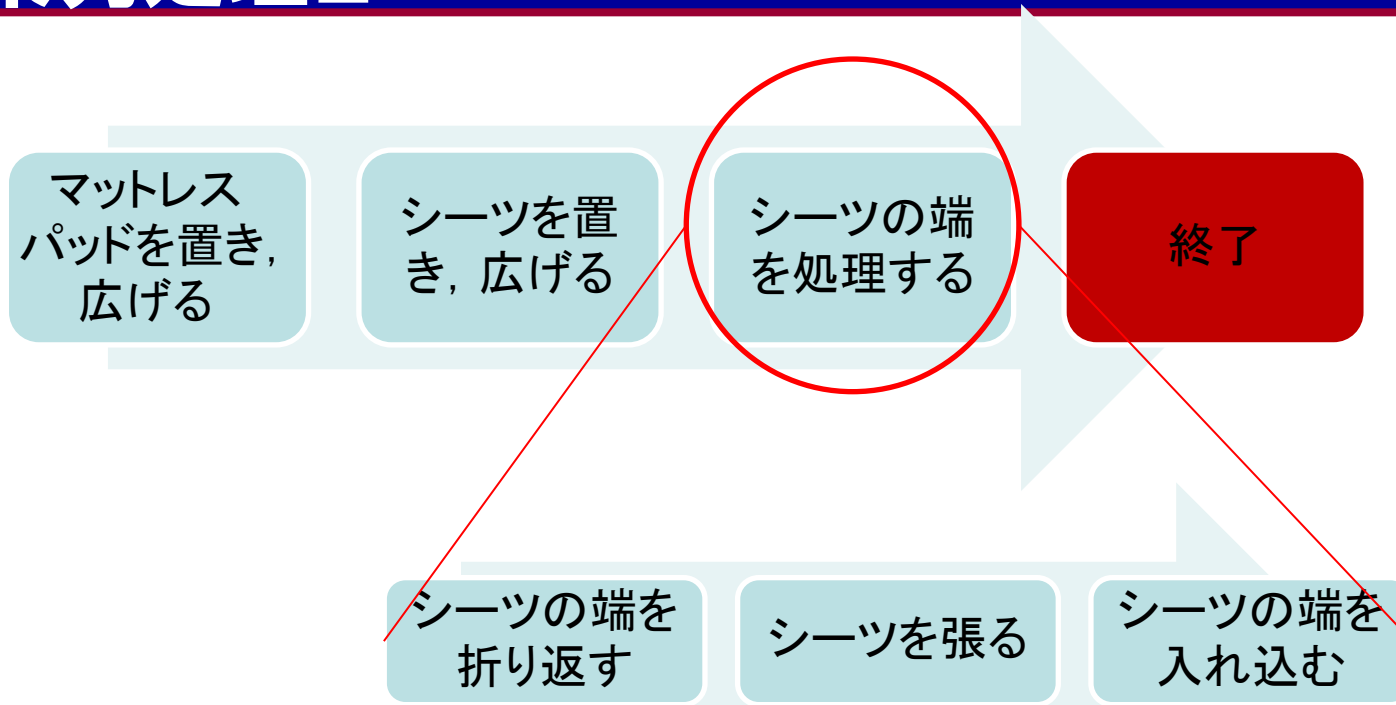 マットレス
パッドを置き,
広げる
シーツを置
き, 広げる
シーツの端
を処理する
終了
シーツの端を
折り返す
シーツを張る
シーツの端を
入れ込む